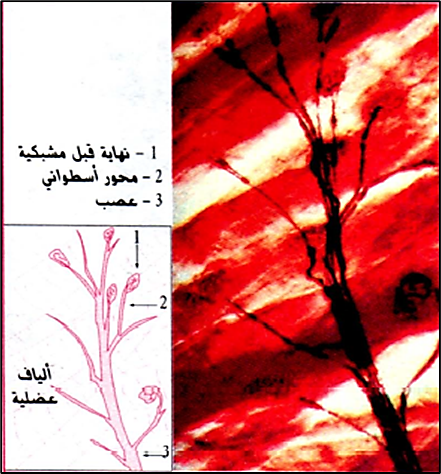 1 - نهاية قبل مشبكية
2 - محور أسطواني
3 - عصب
1
2
ألياف
عضلية
3